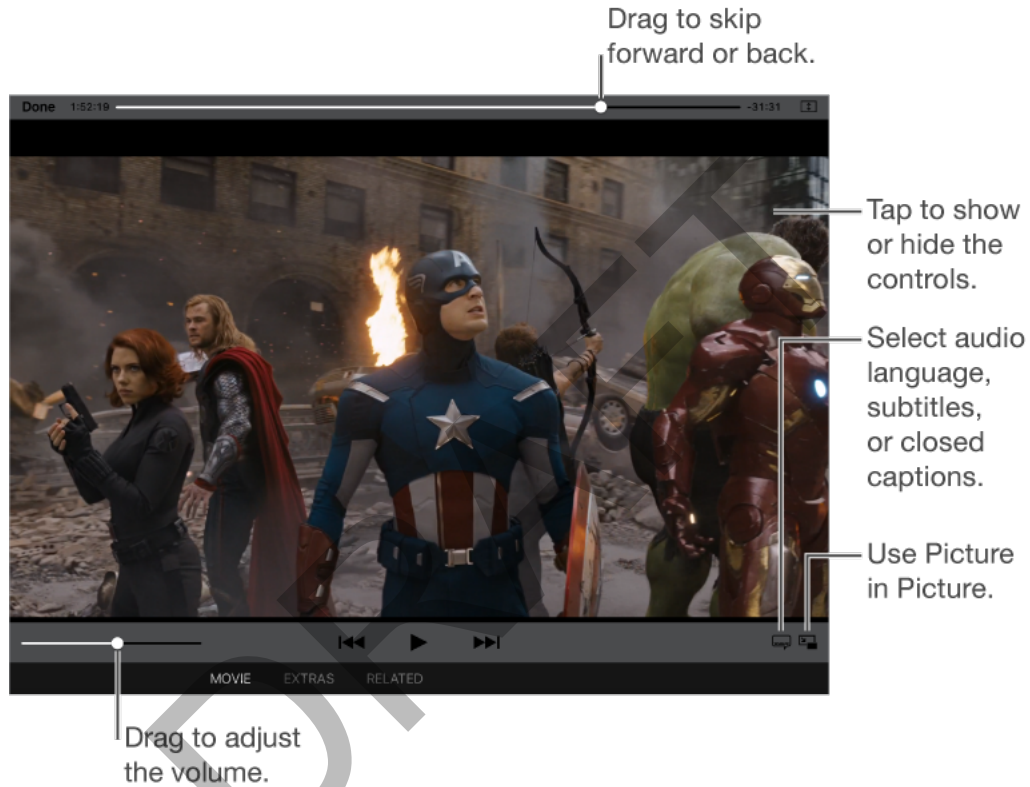 Drag to skip
forward or back.
Done 1:52:19 -31:31
Tap to show
or hide the
controls.
Select audio
language,
subtitles,
or closed
captions.
Use Picture
in Picture.
MOVIE EXTRAS RELATED
Drag to adjust
the volume.
DRAFT